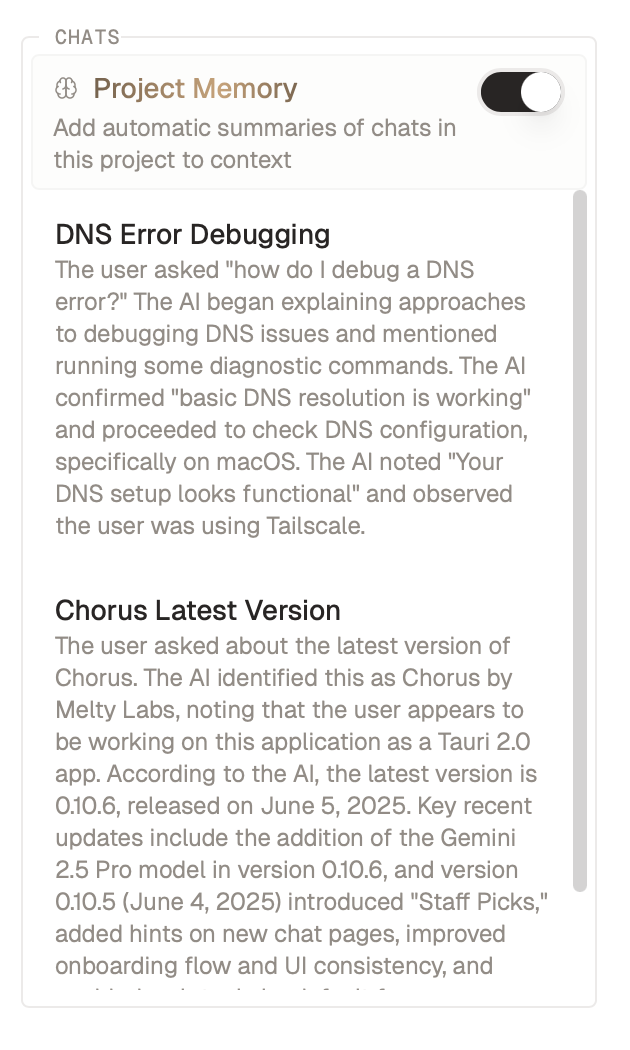 CHATS
Project Memory
Add automatic summaries of chats in
this project to context
DNS Error Debugging
The user asked "how do I debug a DNS
error?" The AI began explaining approaches
to debugging DNS issues and mentioned
running some diagnostic commands. The AI
confirmed "basic DNS resolution is working"
and proceeded to check DNS configuration,
specifically on macOS. The AI noted "Your
DNS setup looks functional" and observed
the user was using Tailscale.
Chorus Latest Version
The user asked about the latest version of
Chorus. The AI identified this as Chorus by
Melty Labs, noting that the user appears to
be working on this application as a Tauri 2.0
app. According to the AI, the latest version is
0.10.6, released on June 5, 2025. Key recent
updates include the addition of the Gemini
2.5 Pro model in version 0.10.6, and version
0.10.5 (June 4, 2025) introduced "Staff Picks,"
added hints on new chat pages, improved
onboarding flow and UI consistency, and